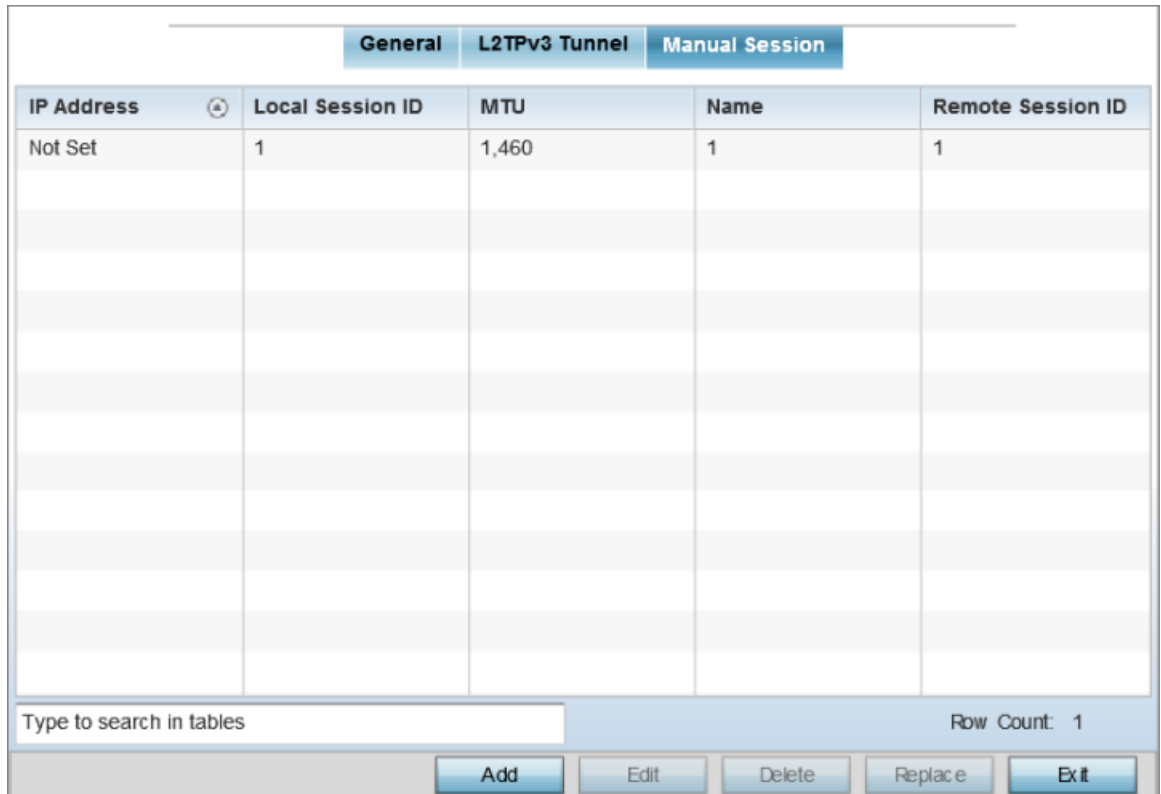 General L2TPv3 Tunnel Manual Session
IP Address Local Session ID MTU Name Remote Session ID
Not Set 1 1,460 1 1
Type to search in tables Row Count: 1
Add Edit Delete Replace Exit